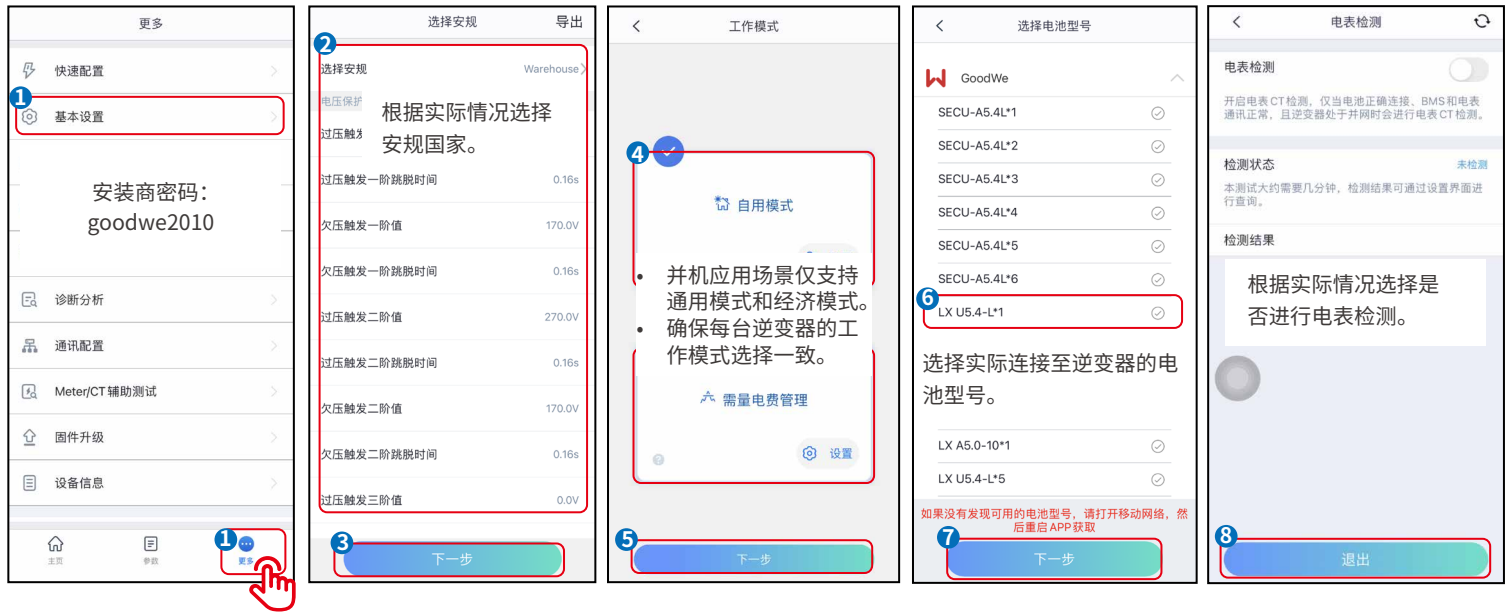 更多
快速配置
1
基本设置
安装商密码：
goodwe2010
诊断分析
通讯配置
Meter/CT辅助测试
固件升级
设备信息
主页
参数
1
更多
选择安规
导出
2
选择安规
Warehouse
电压保护
根据实际情况选择
安规国家。
过压触发
过压触发一阶跳脱时间
0.16s
欠压触发一阶值
170.0V
欠压触发一阶跳脱时间
0.16s
过压触发二阶值
270.0V
过压触发二阶跳脱时间
0.16s
欠压触发二阶值
170.0V
欠压触发二阶跳脱时间
0.16s
过压触发三阶值
0.0V
3
下一步
工作模式
4
自用模式
• 并机应用场景仅支持
通用模式和经济模式。
• 确保每台逆变器的工
作模式选择一致。
需量电费管理
设置
5
下一步
选择电池型号
GoodWe
SECU-A5.4L*1
SECU-A5.4L*2
SECU-A5.4L*3
SECU-A5.4L*4
SECU-A5.4L*5
SECU-A5.4L*6
6
LX U5.4-L*1
选择实际连接至逆变器的电
池型号。
LX A5.0-10*1
LX U5.4-L*5
如果没有发现可用的电池型号，请打开移动网络，然
后重启APP获取
7
下一步
电表检测
电表检测
开启电表CT检测，仅当电池正确连接、BMS和电表
通讯正常，且逆变器处于并网时会进行电表CT检测。
检测状态
未检测
本测试大约需要几分钟，检测结果可通过设置界面进
行查询。
检测结果
根据实际情况选择是
否进行电表检测。
8
退出